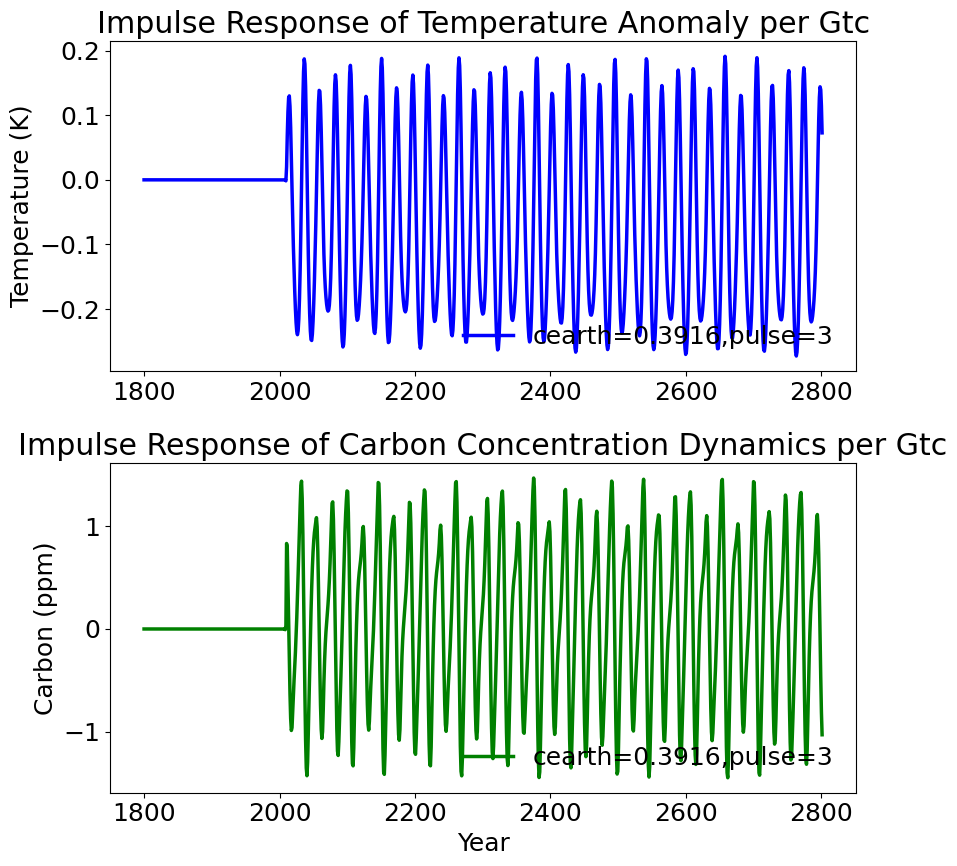 Impulse Response of Temperature Anomaly per Gtc
Temperature (K)
0.2
0.1
0.0
−0.1
−0.2
cearth=0.3916,pulse=3
1800 2000 2200 2400 2600 2800
Impulse Response of Carbon Concentration Dynamics per Gtc
Carbon (ppm)
1
0
−1
cearth=0.3916,pulse=3
1800 2000 2200 2400 2600 2800
Year